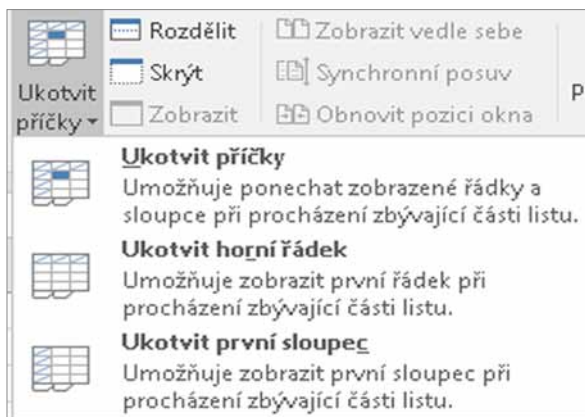 Ukotvit
příčky
Rozdělit
Skrýt
Zobrazit
Zobrazit vedle sebe
Synchronní posuv
Obnovit pozici okna
P
Ukotvit příčky
Umožňuje ponechat zobrazené řádky a
sloupce při procházení zbývající části listu.
Ukotvit horní řádek
Umožňuje zobrazit první řádek při
procházení zbývající části listu.
Ukotvit první sloupec
Umožňuje zobrazit první sloupec při
procházení zbývající části listu.